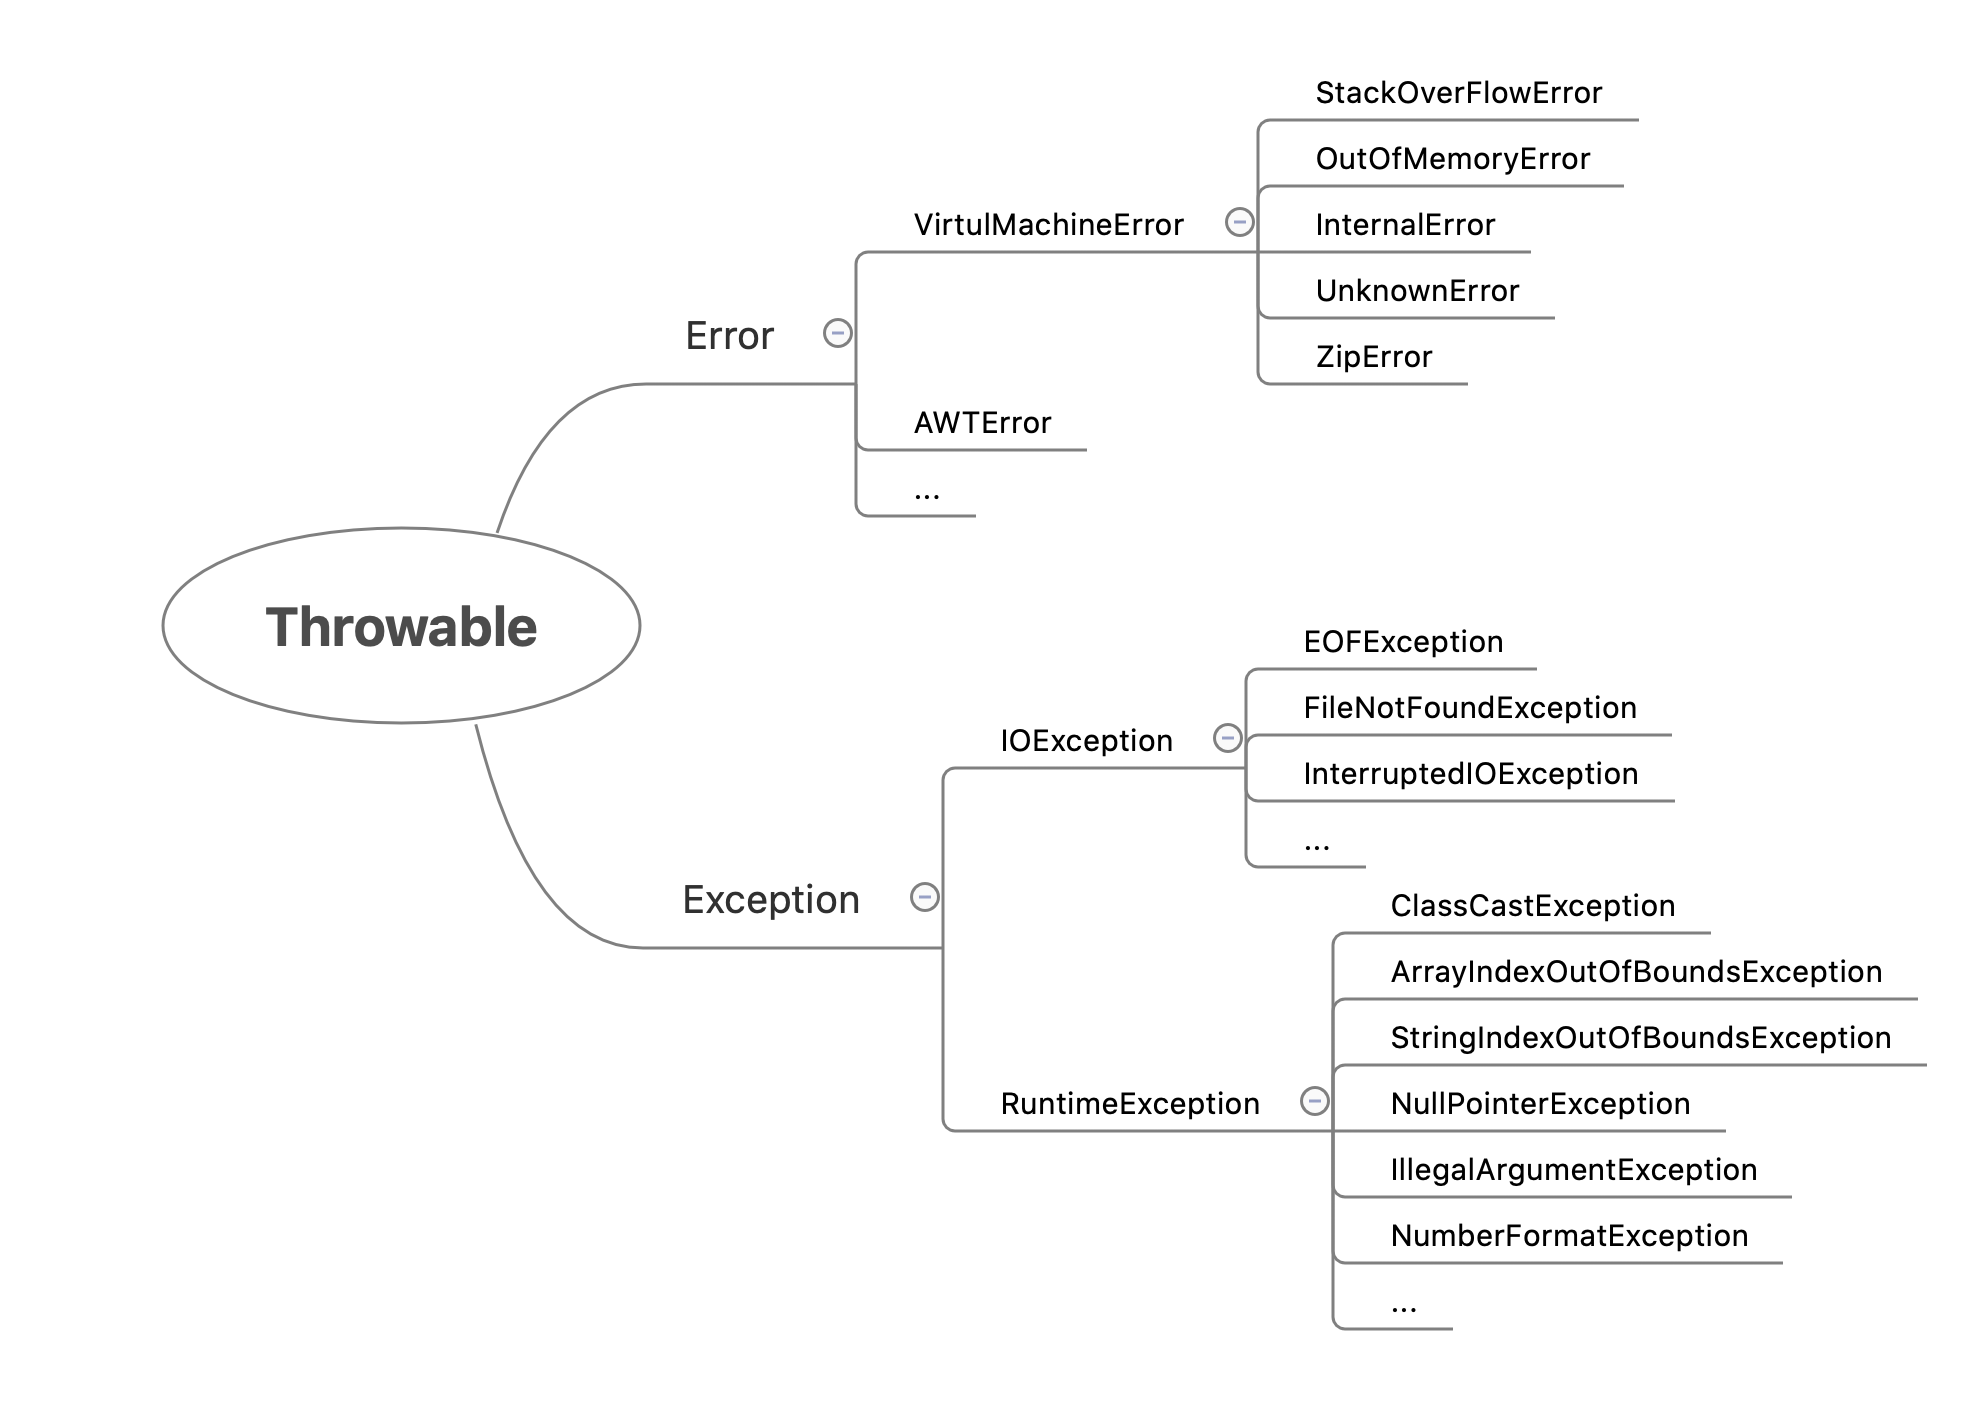 Throwable
Error
VirtulMachineError
StackOverFlowError
OutOfMemoryError
InternalError
UnknownError
ZipError
AWTError
...
Exception
IOException
EOFException
FileNotFoundException
InterruptedIOException
...
RuntimeException
ClassCastException
ArrayIndexOutOfBoundsException
StringIndexOutOfBoundsException
NullPointerException
IllegalArgumentException
NumberFormatException
...